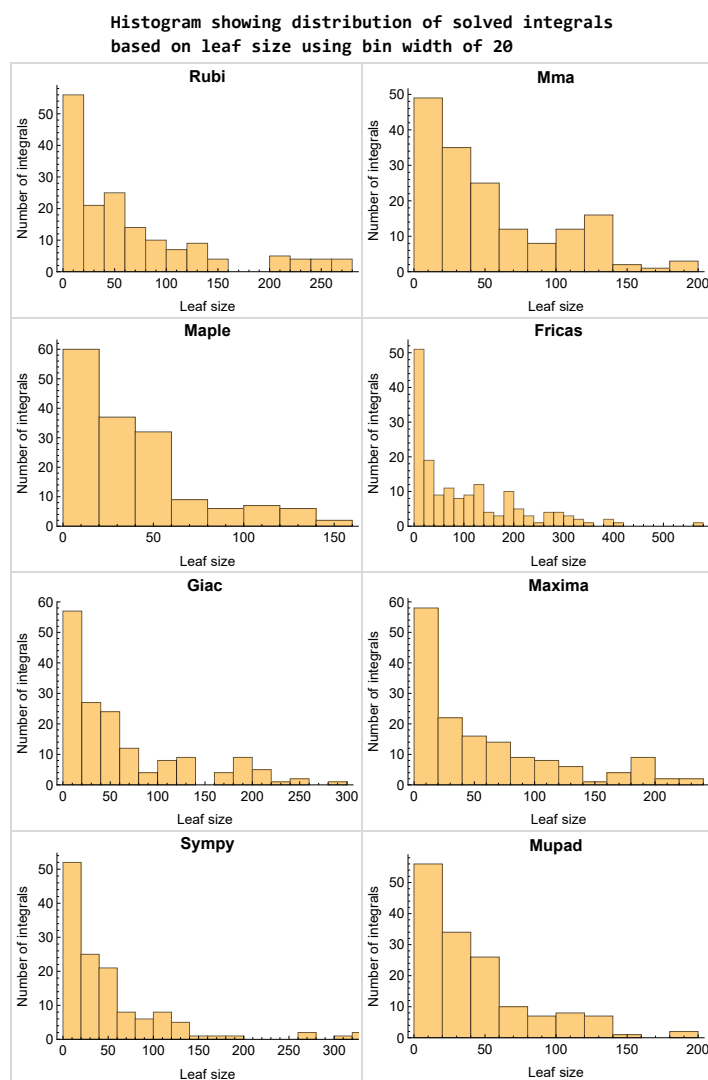 Histogram showing distribution of solved integrals
based on leaf size using bin width of 20
Rubi
Number of integrals
50
40
30
20
10
0
0 50 100 150 200 250
Leaf size
Mma
Number of integrals
50
40
30
20
10
0
0 50 100 150 200
Leaf size
Maple
Number of integrals
60
50
40
30
20
10
0
0 50 100 150
Leaf size
Fricas
Number of integrals
50
40
30
20
10
0
0 100 200 300 400 500
Leaf size
Giac
Number of integrals
60
50
40
30
20
10
0
0 50 100 150 200 250 300
Leaf size
Maxima
Number of integrals
60
50
40
30
20
10
0
0 50 100 150 200
Leaf size
Sympy
Number of integrals
50
40
30
20
10
0
0 50 100 150 200 250 300
Leaf size
Mupad
Number of integrals
50
40
30
20
10
0
0 50 100 150 200
Leaf size